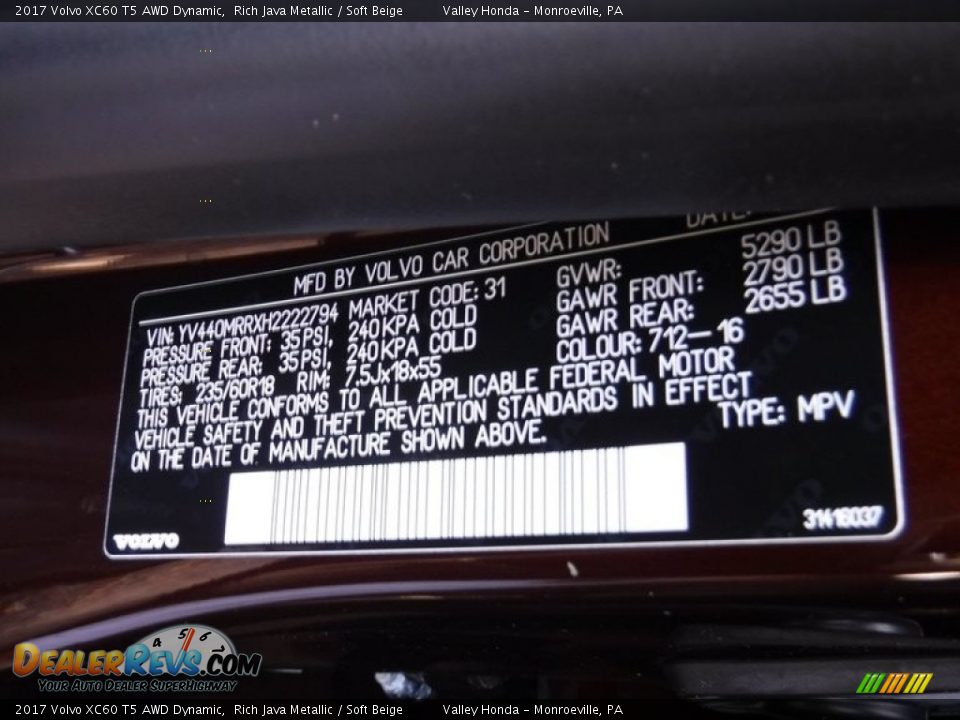 2017 Volvo XC60 T5 AWD Dynamic,  Rich Java Metallic / Soft Beige        Valley Honda - Monroeville, PA
MFD BY VOLVO CAR CORPORATION
VIN: YV440MRRXH2222794 MARKET CODE: 31
PRESSURE FRONT: 35 PSI, 240 KPA COLD
PRESSURE REAR: 35 PSI, 240 KPA COLD
TIRES: 235/60R18 RIM: 7.5Jx18x55
GVWR: 5290 LB
GAWR FRONT: 2790 LB
GAWR REAR: 2655 LB
COLOUR: 712-16
THIS VEHICLE CONFORMS TO ALL APPLICABLE FEDERAL MOTOR
VEHICLE SAFETY AND THEFT PREVENTION STANDARDS IN EFFECT
ON THE DATE OF MANUFACTURE SHOWN ABOVE.
TYPE: MPV
VOLVO
31416037
4 5 6
DEALERREVS.COM
YOUR AUTO DEALER SUPERHIGHWAY
2017 Volvo XC60 T5 AWD Dynamic,  Rich Java Metallic / Soft Beige        Valley Honda - Monroeville, PA